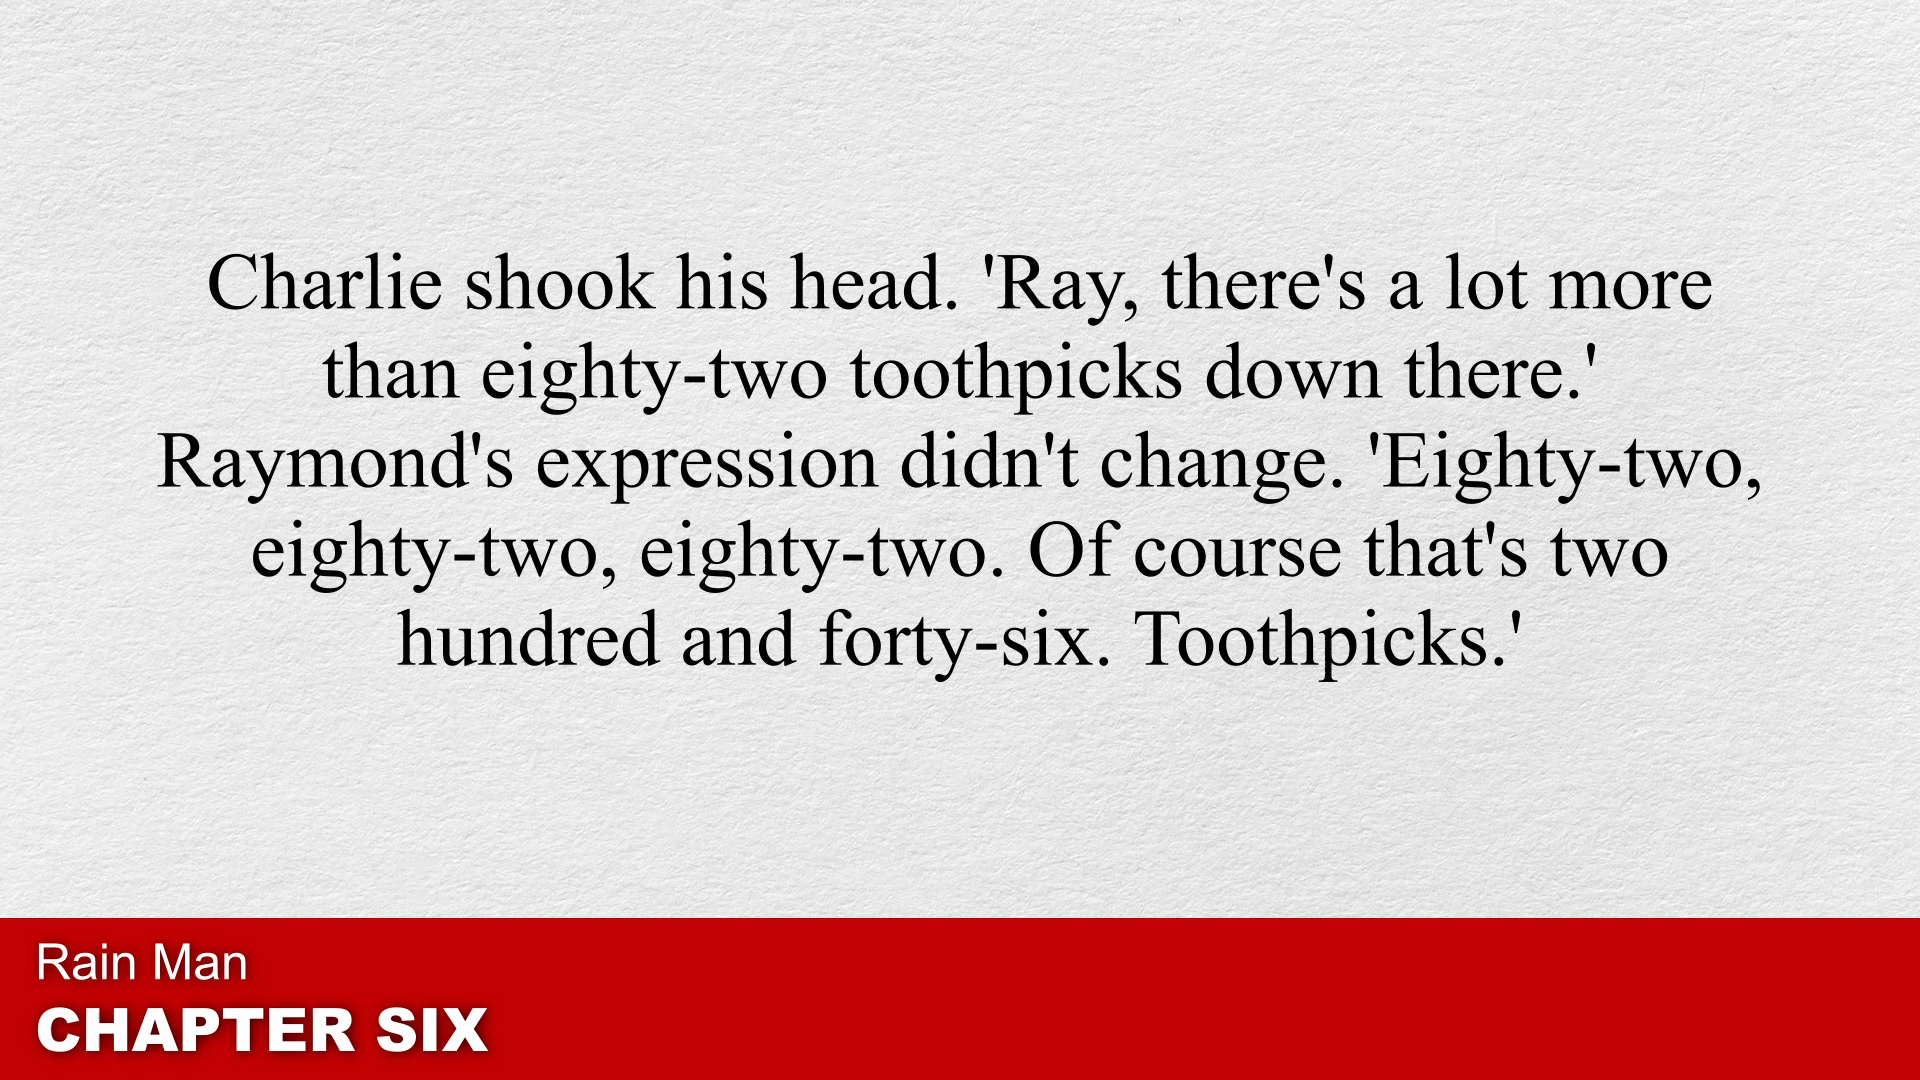 Charlie shook his head. 'Ray, there's a lot more
than eighty-two toothpicks down there.'
Raymond's expression didn't change. 'Eighty-two,
eighty-two, eighty-two. Of course that's two
hundred and forty-six. Toothpicks.'
Rain Man
CHAPTER SIX